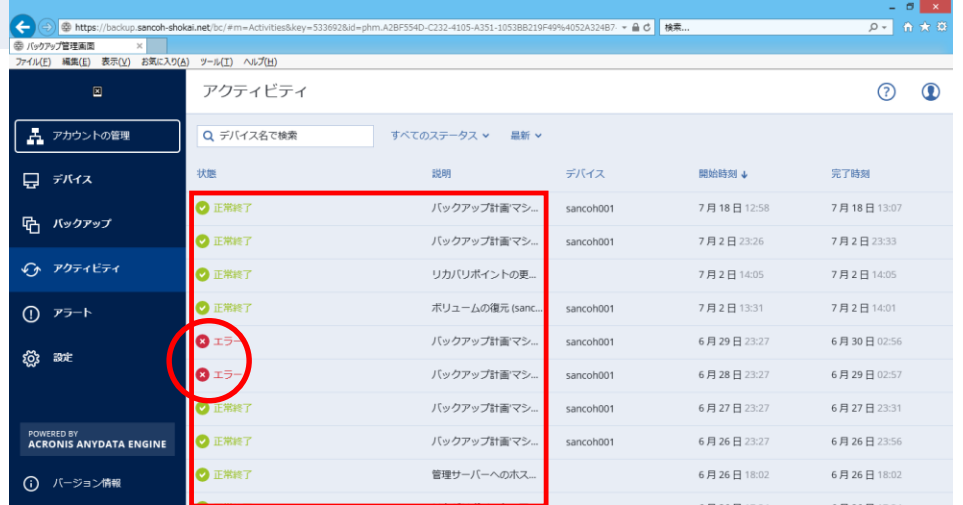 https://backup.sancoh-shokai.net/bc/#m=Activities&key=533692&id=phm.A2BF554D-C232-4105-A351-1053BB219F49%4052A324B7- 検索...
バックアップ管理画面
ファイル(F) 編集(E) 表示(V) お気に入り(A) ツール(T) ヘルプ(H)
アクティビティ
アカウントの管理
デバイス
バックアップ
アクティビティ
アラート
設定
POWERED BY
ACRONIS ANYDATA ENGINE
バージョン情報
デバイス名で検索 すべてのステータス 最新
状態 説明 デバイス 開始時刻 完了時刻
正常終了 バックアップ計画'マシ... sancoh001 7月18日 12:58 7月18日 13:07
正常終了 バックアップ計画'マシ... sancoh001 7月2日 23:26 7月2日 23:33
正常終了 リカバリポイントの更... 7月2日 14:05 7月2日 14:05
正常終了 ボリュームの復元 (sanc... sancoh001 7月2日 13:31 7月2日 14:01
エラー バックアップ計画'マシ... sancoh001 6月29日 23:27 6月30日 02:56
エラー バックアップ計画'マシ... sancoh001 6月28日 23:27 6月29日 02:57
正常終了 バックアップ計画'マシ... sancoh001 6月27日 23:27 6月27日 23:31
正常終了 バックアップ計画'マシ... sancoh001 6月26日 23:27 6月26日 23:56
正常終了 管理サーバーへのホス... 6月26日 18:02 6月26日 18:02